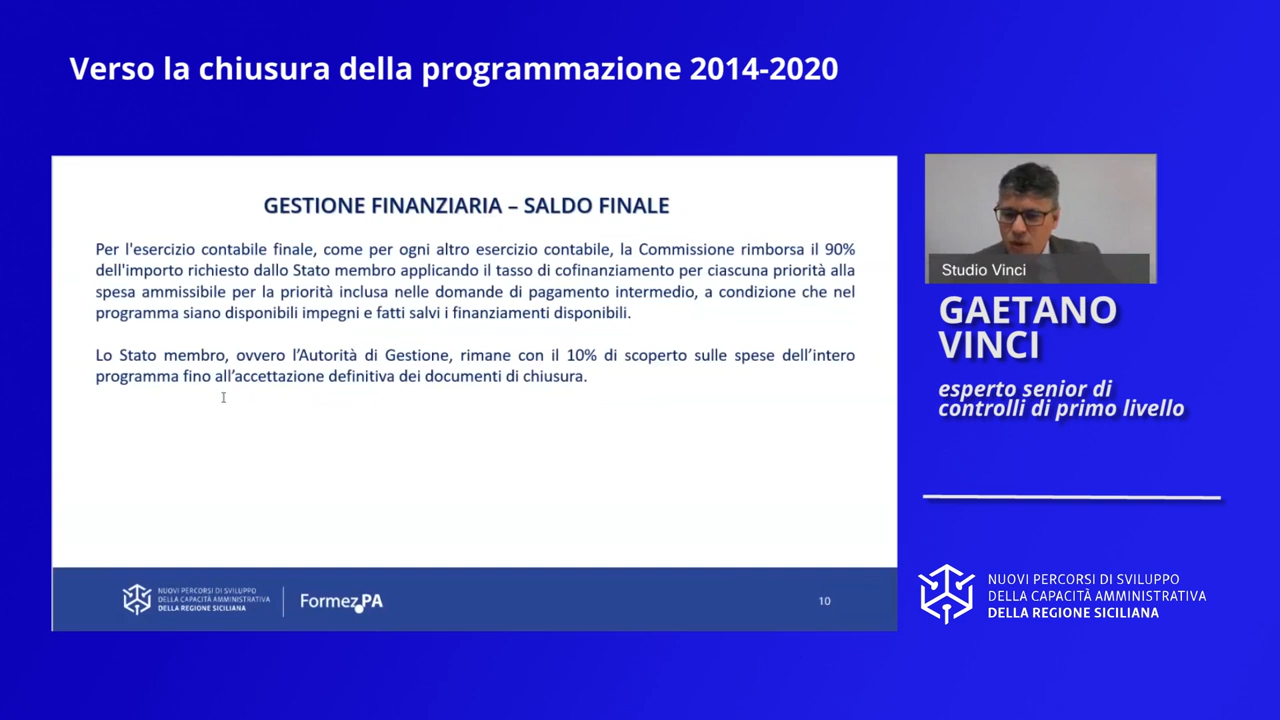 Verso la chiusura della programmazione 2014-2020
GESTIONE FINANZIARIA – SALDO FINALE
Per l'esercizio contabile finale, come per ogni altro esercizio contabile, la Commissione rimborsa il 90%
dell'importo richiesto dallo Stato membro applicando il tasso di cofinanziamento per ciascuna priorità alla
spesa ammissibile per la priorità inclusa nelle domande di pagamento intermedio, a condizione che nel
programma siano disponibili impegni e fatti salvi i finanziamenti disponibili.
Lo Stato membro, ovvero l’Autorità di Gestione, rimane con il 10% di scoperto sulle spese dell’intero
programma fino all’accettazione definitiva dei documenti di chiusura.
NUOVI PERCORSI DI SVILUPPO
DELLA CAPACITÀ AMMINISTRATIVA
DELLA REGIONE SICILIANA
Formez PA
10
Studio Vinci
GAETANO
VINCI
esperto senior di
controlli di primo livello
NUOVI PERCORSI DI SVILUPPO
DELLA CAPACITÀ AMMINISTRATIVA
DELLA REGIONE SICILIANA